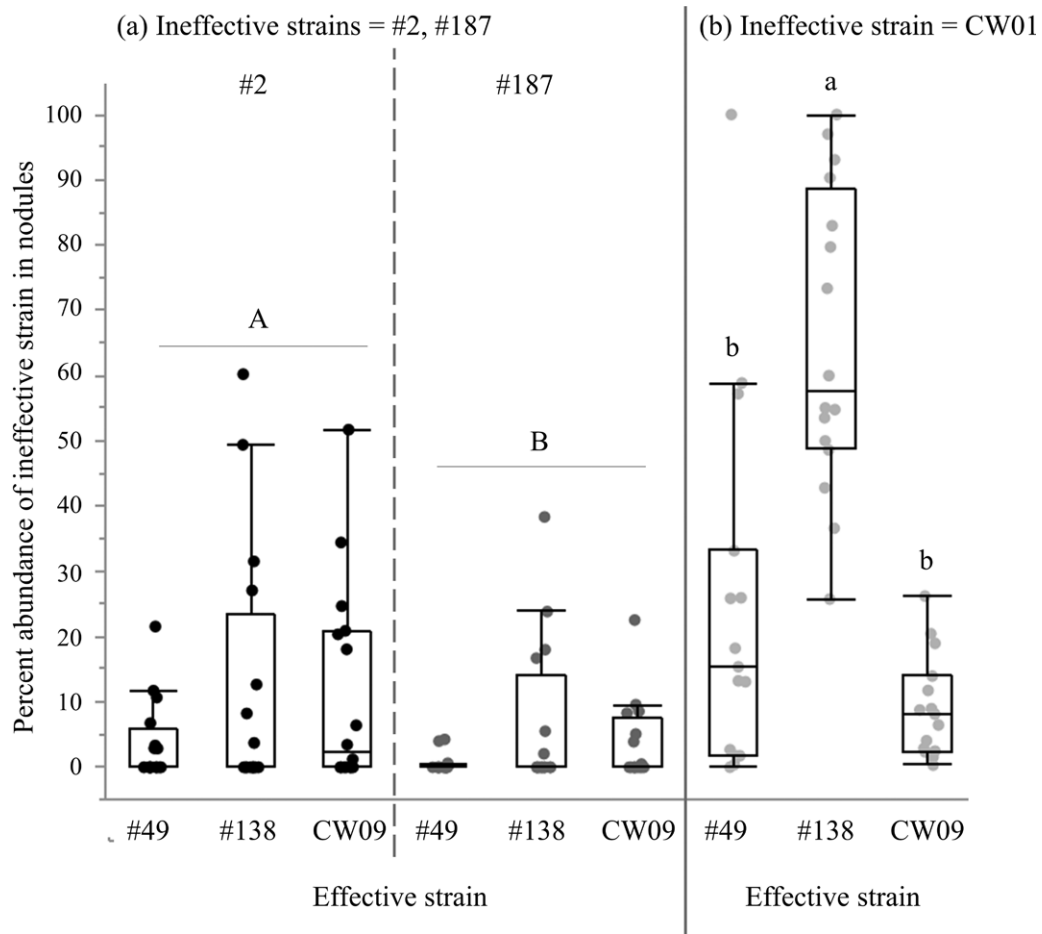 (a) Ineffective strains = #2, #187
(b) Ineffective strain = CW01
#2
#187
a
100
90
80
70
60
50
40
30
20
10
0
Percent abundance of ineffective strain in nodules
A
B
b
b
#49
#138
CW09
#49
#138
CW09
#49
#138
CW09
Effective strain
Effective strain